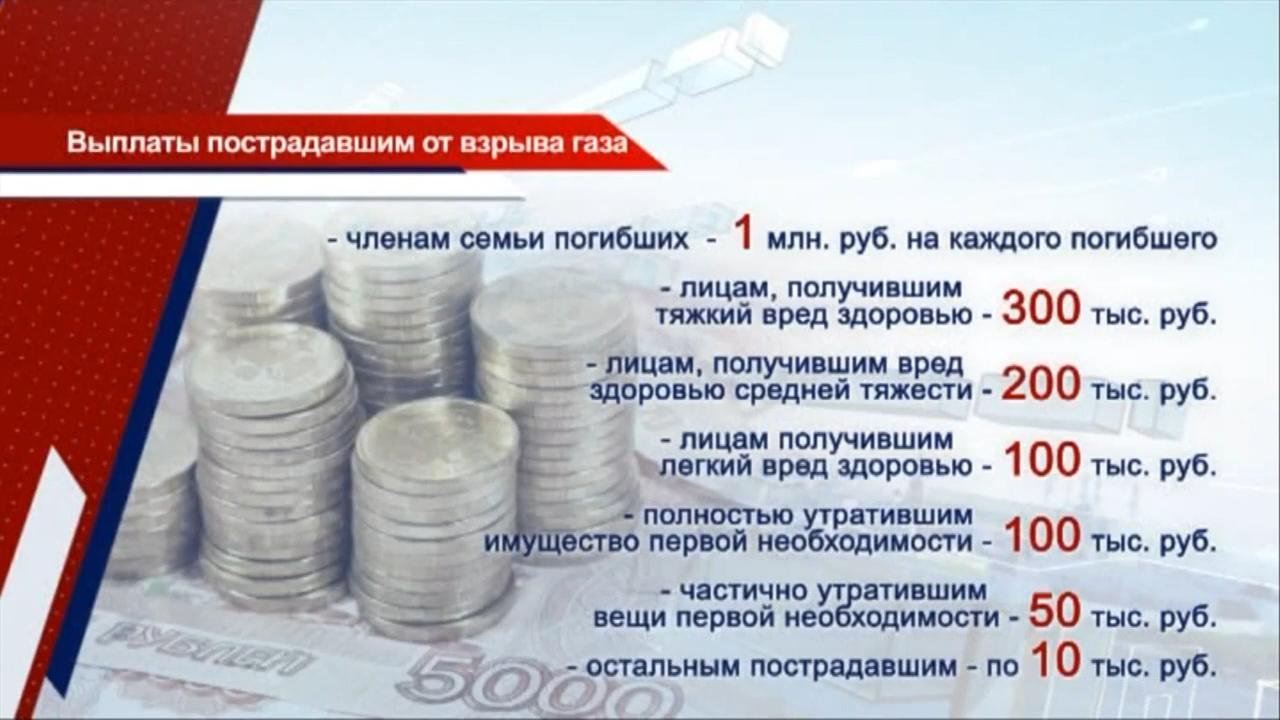 Выплаты пострадавшим от взрыва газа
- членам семьи погибших - 1 млн. руб. на каждого погибшего
- лицам, получившим
тяжкий вред здоровью - 300 тыс. руб.
- лицам, получившим вред
здоровью средней тяжести - 200 тыс. руб.
- лицам получившим
легкий вред здоровью - 100 тыс. руб.
- полностью утратившим
имущество первой необходимости - 100 тыс. руб.
- частично утратившим
вещи первой необходимости - 50 тыс. руб.
- остальным пострадавшим - по 10 тыс. руб.
РУБЛЕЙ
5000